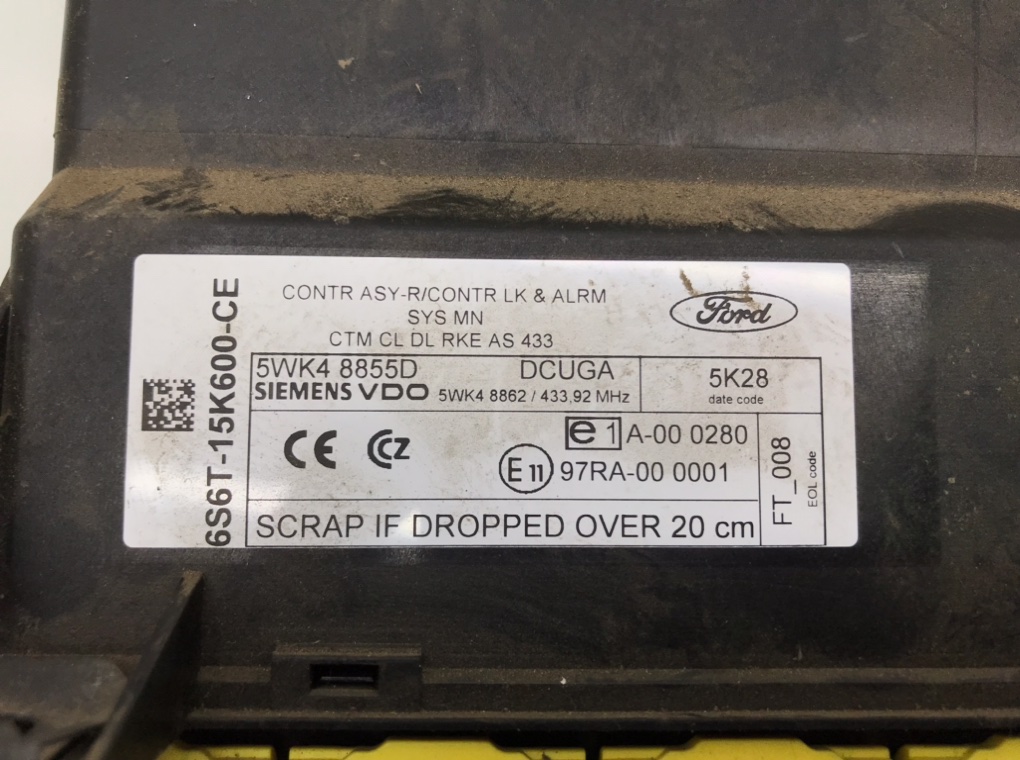 6S6T-15K600-CE
CONTR ASY-R/CONTR LK & ALRM
SYS MN
CTM CL DL RKE AS 433
Ford
5WK4 8855D DCUGA
SIEMENS VDO 5WK4 8862 / 433,92 MHz
5K28
date code
CE CCZ
e1 A-00 0280
E11 97RA-00 0001
FT_008
EOL code
SCRAP IF DROPPED OVER 20 cm